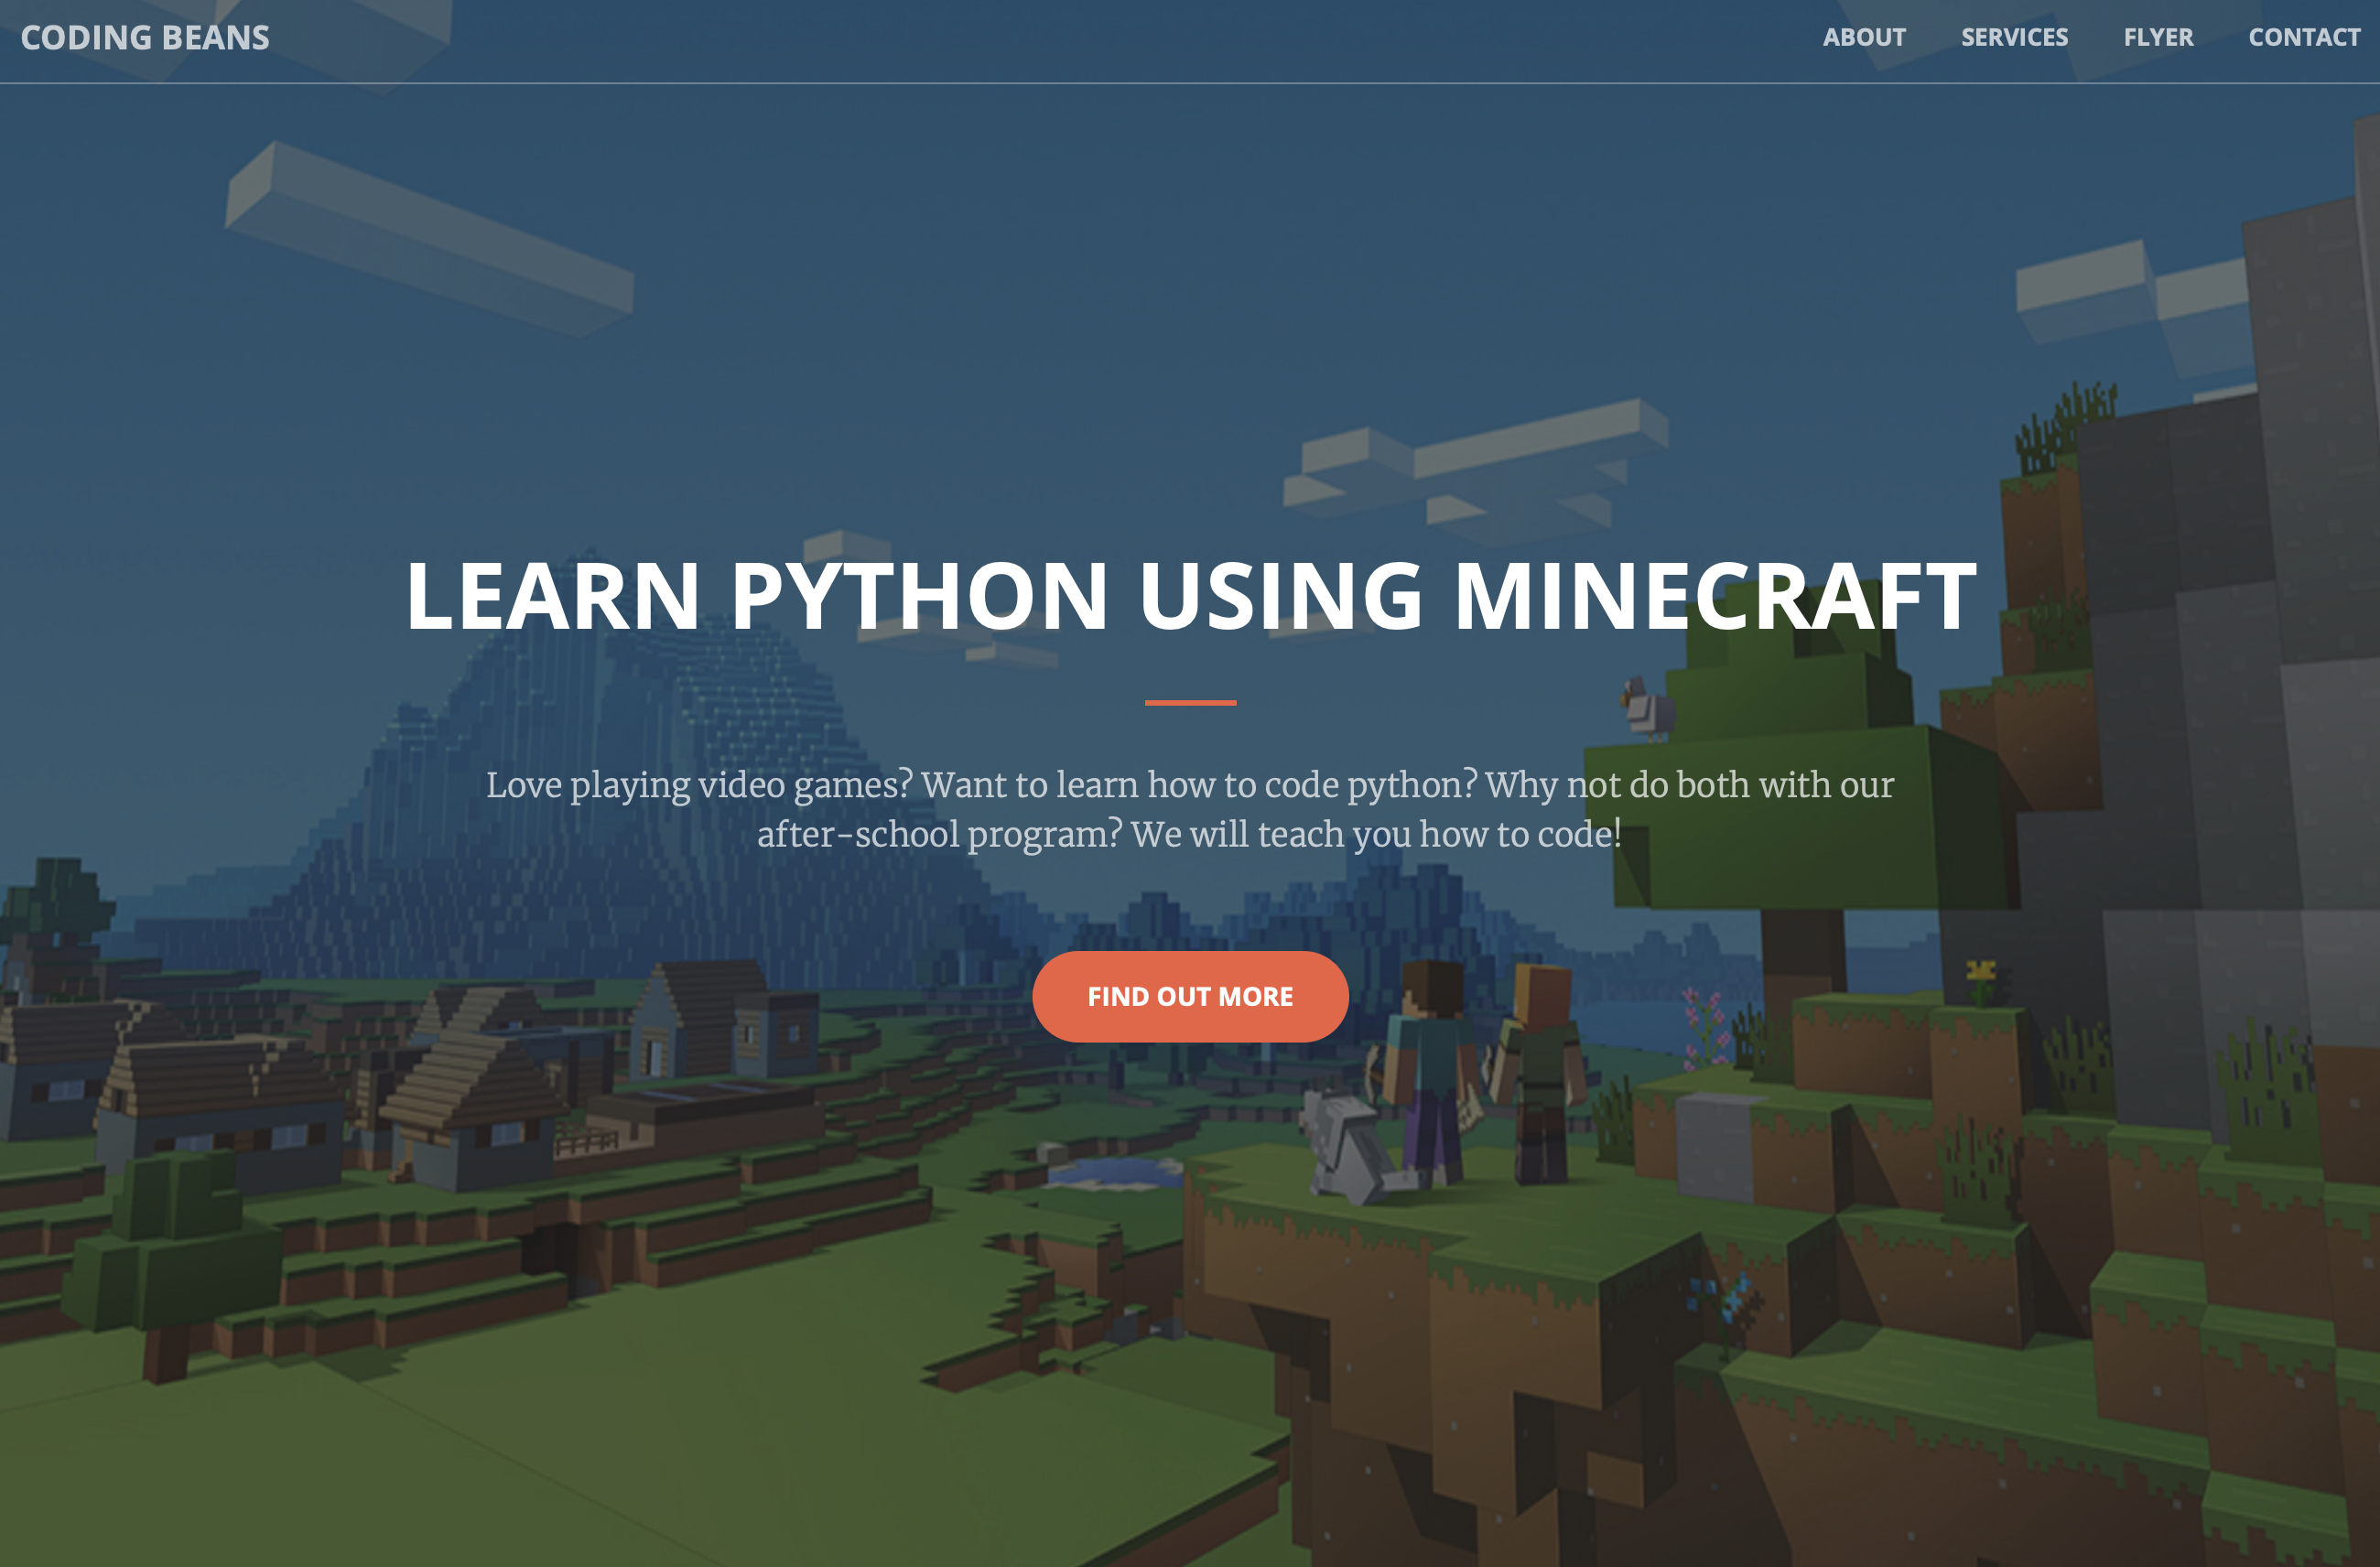 CODING BEANS
ABOUT SERVICES FLYER CONTACT
LEARN PYTHON USING MINECRAFT
Love playing video games? Want to learn how to code python? Why not do both with our
after-school program? We will teach you how to code!
FIND OUT MORE